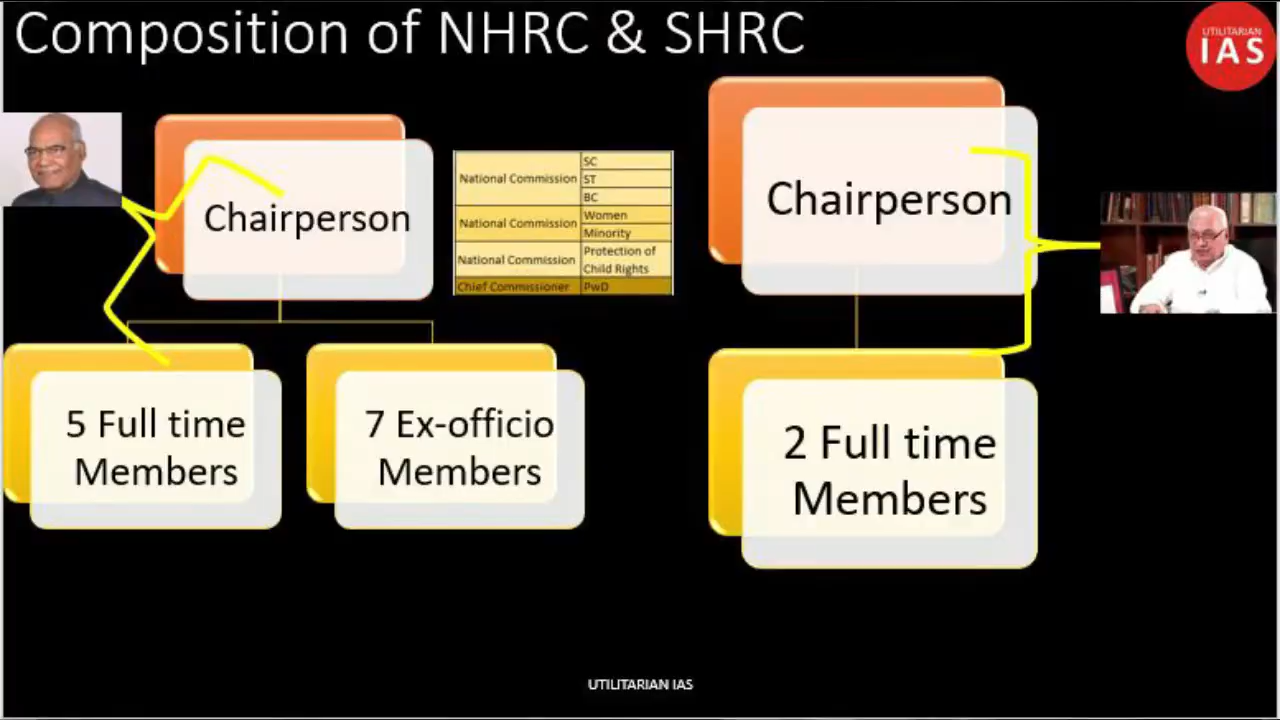 Composition of NHRC & SHRC
UTILITARIAN
IAS
Chairperson
National Commission
SC
ST
BC
National Commission
Women
Minority
National Commission
Protection of
Child Rights
Chief Commissioner
PwD
Chairperson
5 Full time
Members
7 Ex-officio
Members
2 Full time
Members
UTILITARIAN IAS